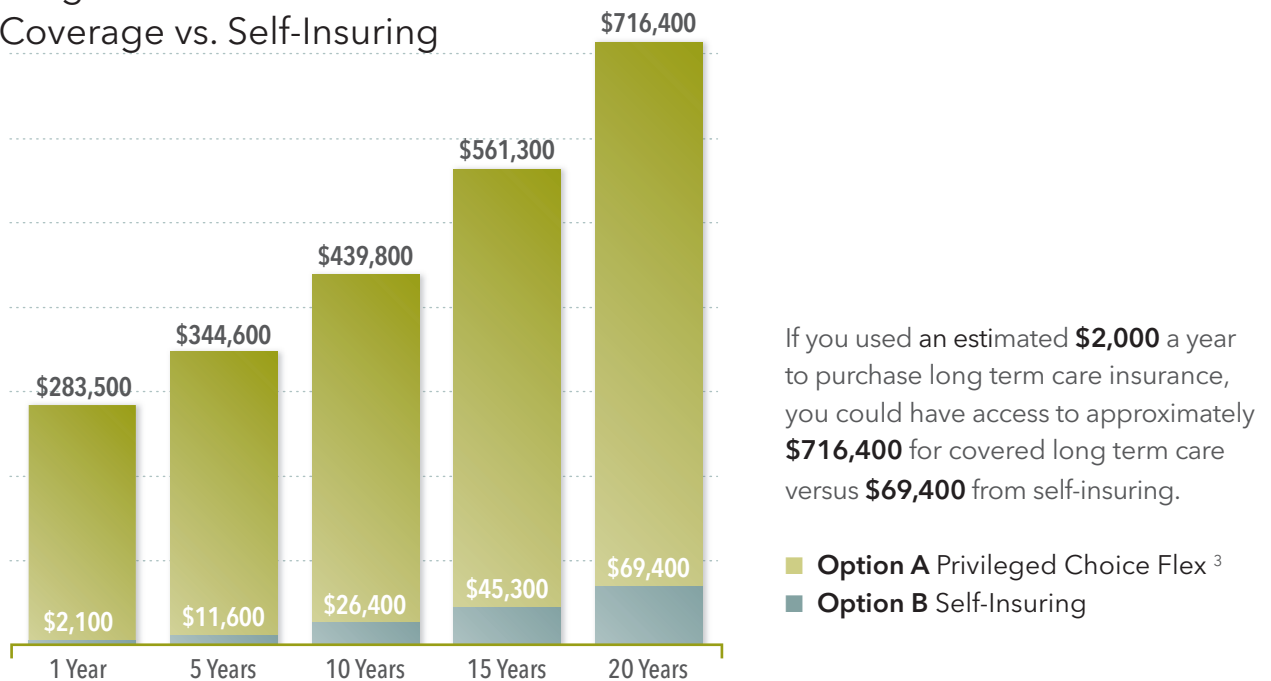 Coverage vs. Self-Insuring
$716,400
$561,300
$439,800
$344,600
$283,500
$2,100
$11,600
$26,400
$45,300
$69,400
1 Year
5 Years
10 Years
15 Years
20 Years
If you used an estimated $2,000 a year
to purchase long term care insurance,
you could have access to approximately
$716,400 for covered long term care
versus $69,400 from self-insuring.
Option A Privileged Choice Flex 3
Option B Self-Insuring